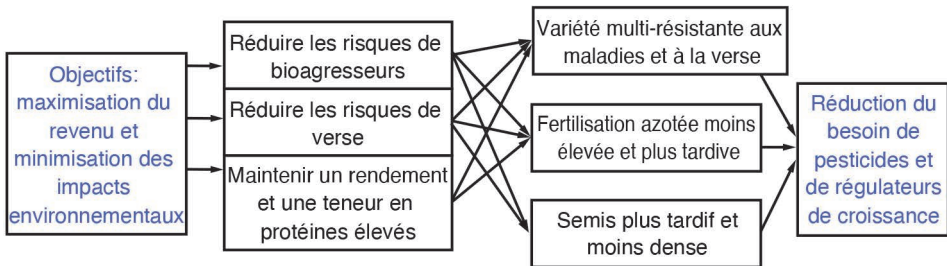 Objectifs:
maximisation du
revenu et
minimisation des
impacts
environnementaux
Réduire les risques de
bioagresseurs
Réduire les risques de
verse
Maintenir un rendement
et une teneur en
protéines élevés
Variété multi-résistante aux
maladies et à la verse
Fertilisation azotée moins
élevée et plus tardive
Semis plus tardif et
moins dense
Réduction du
besoin de
pesticides et
de régulateurs
de croissance